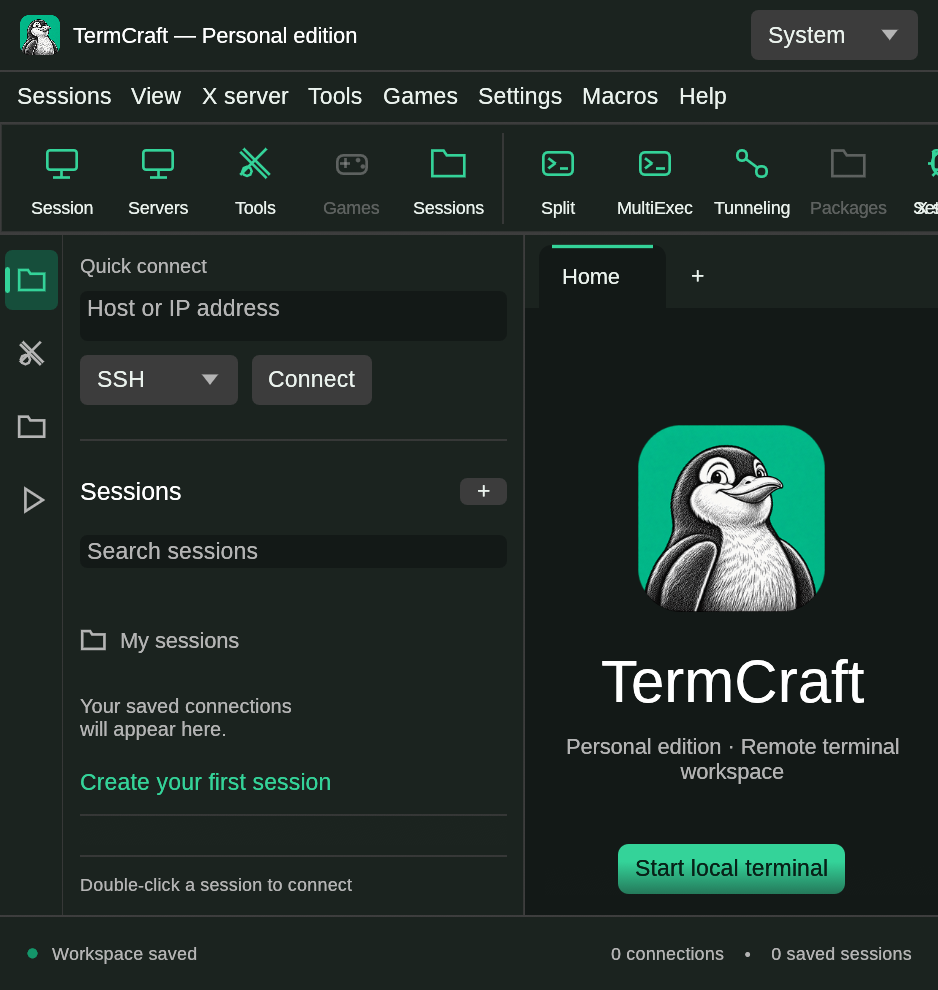 TermCraft — Personal edition
System
Sessions View X server Tools Games Settings Macros Help
Session Servers Tools Games Sessions Split MultiExec Tunneling Packages
Quick connect
Host or IP address
SSH
Connect
Sessions
+
Search sessions
My sessions
Your saved connections
will appear here.
Create your first session
Double-click a session to connect
Home
+
TermCraft
Personal edition · Remote terminal
workspace
Start local terminal
Workspace saved
0 connections • 0 saved sessions